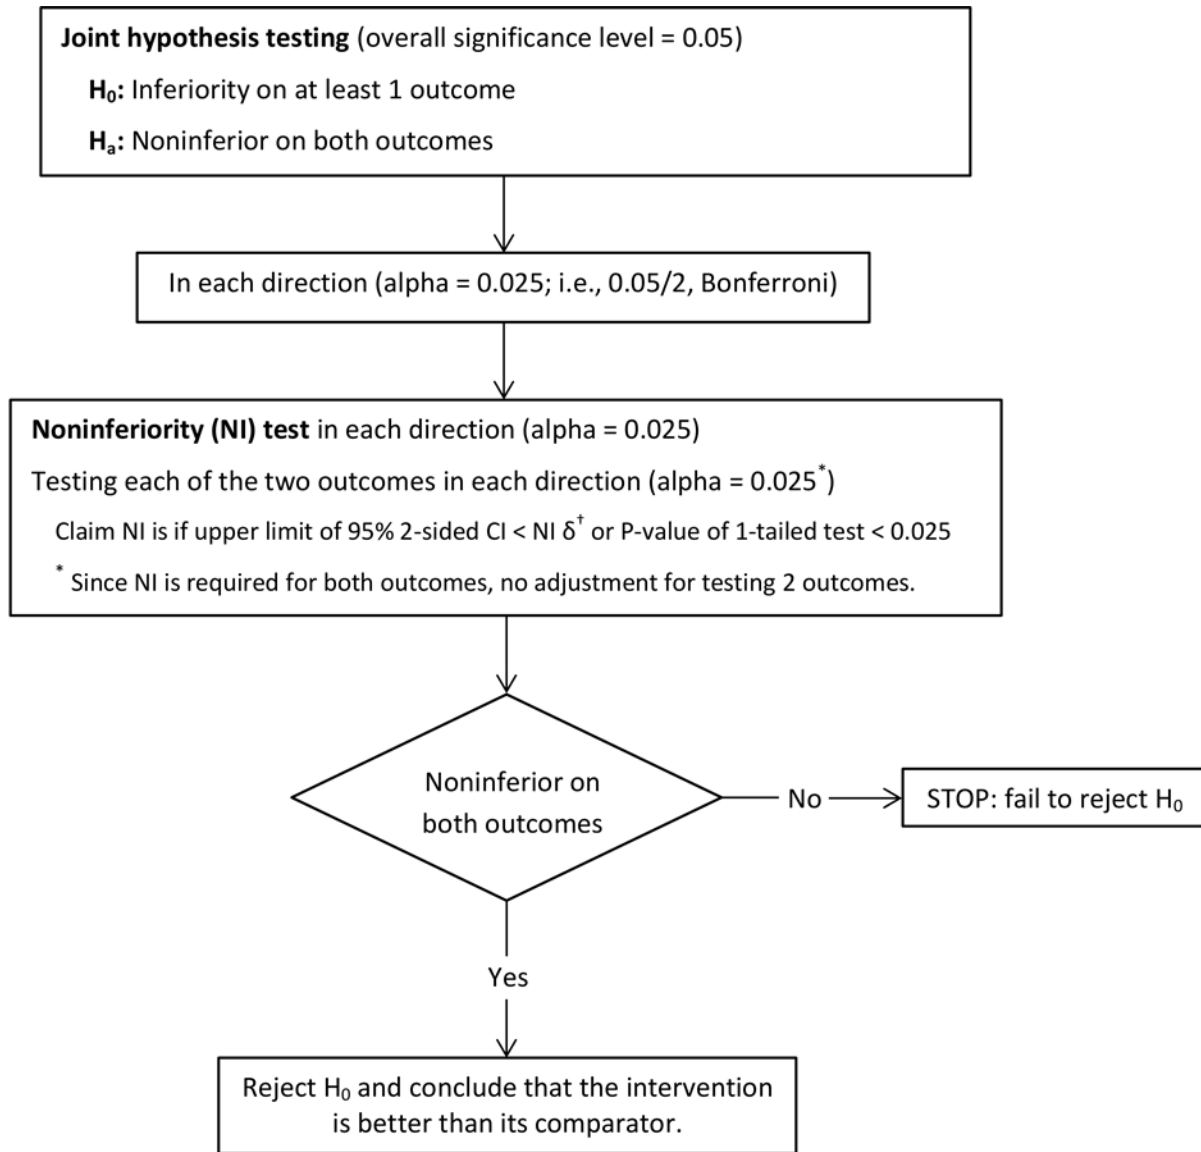 Joint hypothesis testing (overall significance level = 0.05)
H₀: Inferiority on at least 1 outcome
Hₐ: Noninferior on both outcomes
In each direction (alpha = 0.025; i.e., 0.05/2, Bonferroni)
Noninferiority (NI) test in each direction (alpha = 0.025)
Testing each of the two outcomes in each direction (alpha = 0.025*)
Claim NI is if upper limit of 95% 2-sided CI < NI δ† or P-value of 1-tailed test < 0.025
* Since NI is required for both outcomes, no adjustment for testing 2 outcomes.
Noninferior on
both outcomes
No
STOP: fail to reject H₀
Yes
Reject H₀ and conclude that the intervention
is better than its comparator.